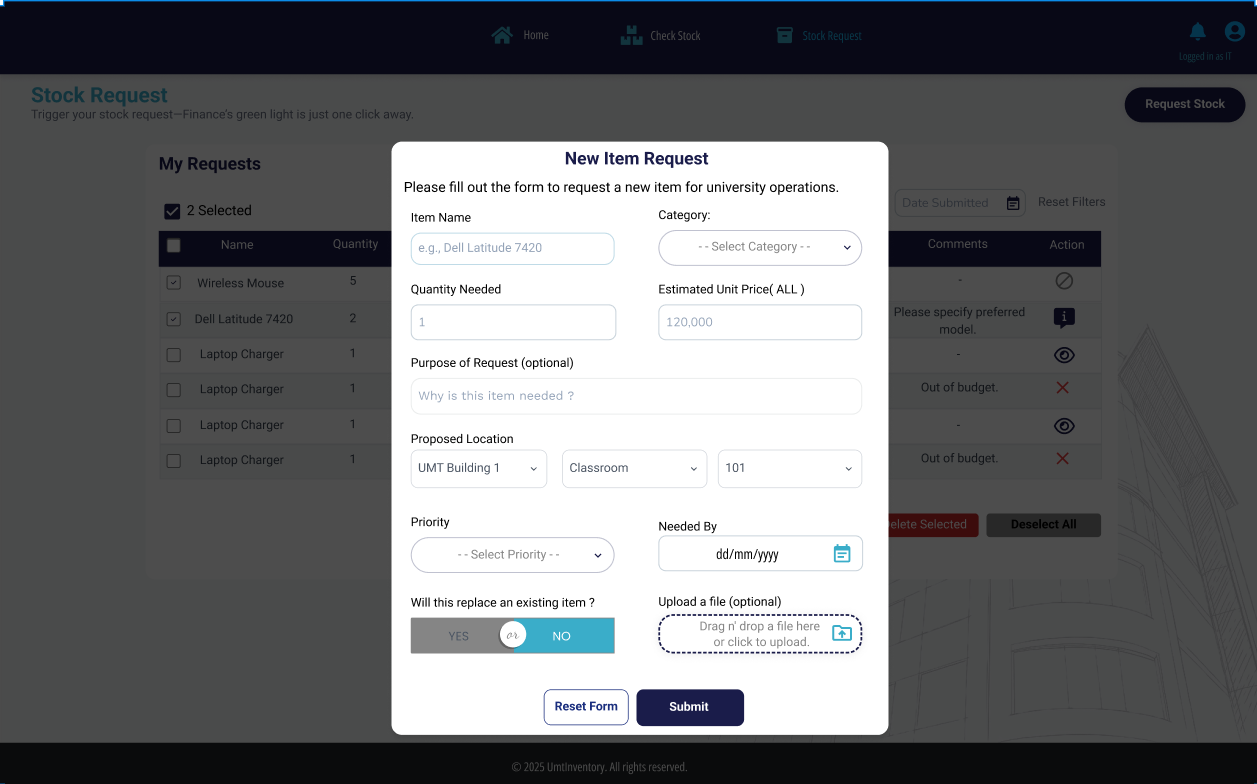 Home
Check Stock
Stock Request
Logged in as IT
Stock Request
Trigger your stock request—Finance's green light is just one click away.
Request Stock
My Requests
2 Selected
Date Submitted
Reset Filters
Name
Quantity
Comments
Action
Wireless Mouse
5
-
Dell Latitude 7420
2
Please specify preferred
model.
Laptop Charger
1
-
Laptop Charger
1
Out of budget.
Laptop Charger
1
-
Laptop Charger
1
Out of budget.
elete Selected
Deselect All
New Item Request
Please fill out the form to request a new item for university operations.
Item Name
Category:
e.g., Dell Latitude 7420
- - Select Category - -
Quantity Needed
Estimated Unit Price( ALL )
1
120,000
Purpose of Request (optional)
Why is this item needed ?
Proposed Location
UMT Building 1
Classroom
101
Priority
Needed By
- - Select Priority - -
dd/mm/yyyy
Will this replace an existing item ?
Upload a file (optional)
YES
or
NO
Drag n' drop a file here
or click to upload.
Reset Form
Submit
© 2025 UmtInventory. All rights reserved.